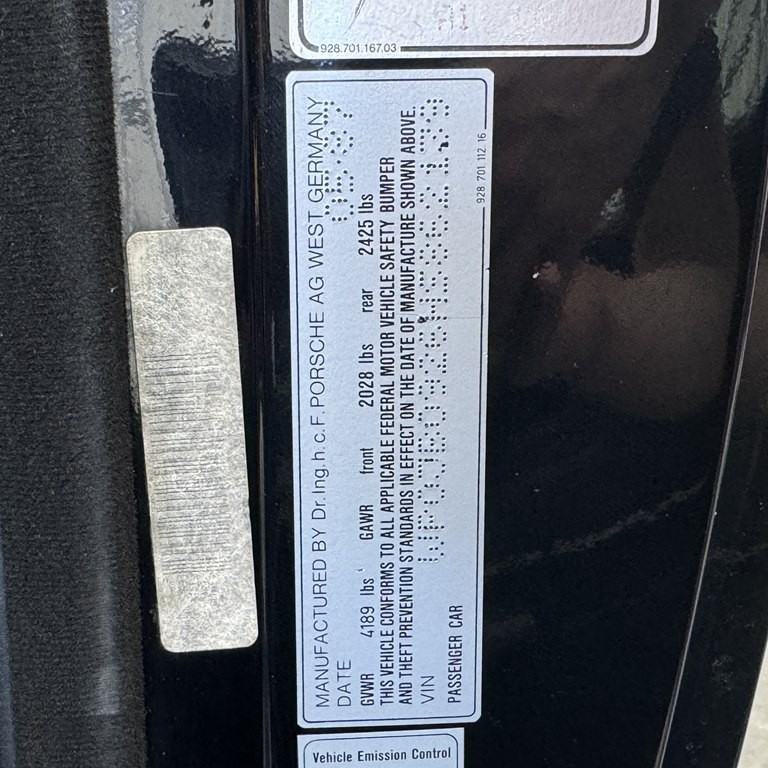 928.701.167.03
MANUFACTURED BY Dr. Ing. h. c. F. PORSCHE AG WEST GERMANY
DATE
GVWR 4189 lbs GAWR front 2028 lbs rear 2425 lbs
THIS VEHICLE CONFORMS TO ALL APPLICABLE FEDERAL MOTOR VEHICLE SAFETY BUMPER
AND THEFT PREVENTION STANDARDS IN EFFECT ON THE DATE OF MANUFACTURE SHOWN ABOVE.
VIN WP0JB0926HS862139
PASSENGER CAR
928 701 112 16
Vehicle Emission Control